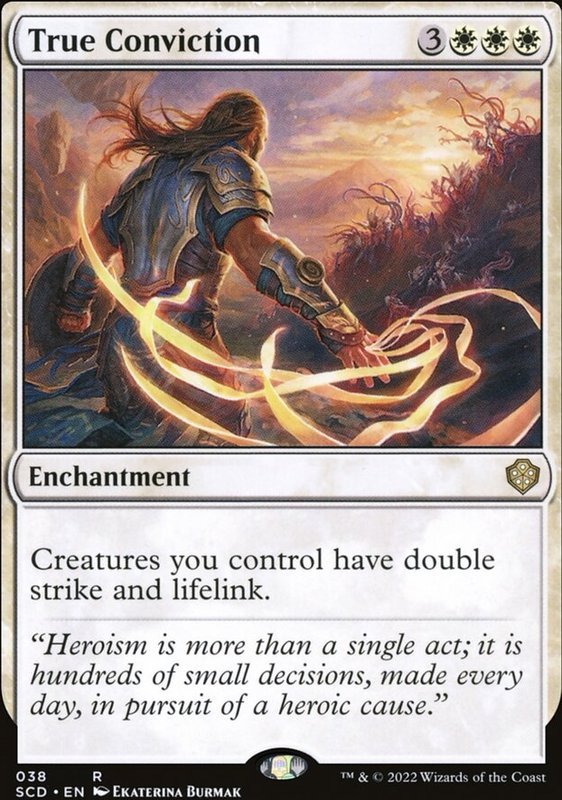 True Conviction 3
Enchantment
Creatures you control have double
strike and lifelink.
“Heroism is more than a single act; it is
hundreds of small decisions, made every
day, in pursuit of a heroic cause.”
038 R
SCD • EN Ekaterina Burmak
™ & © 2022 Wizards of the Coast